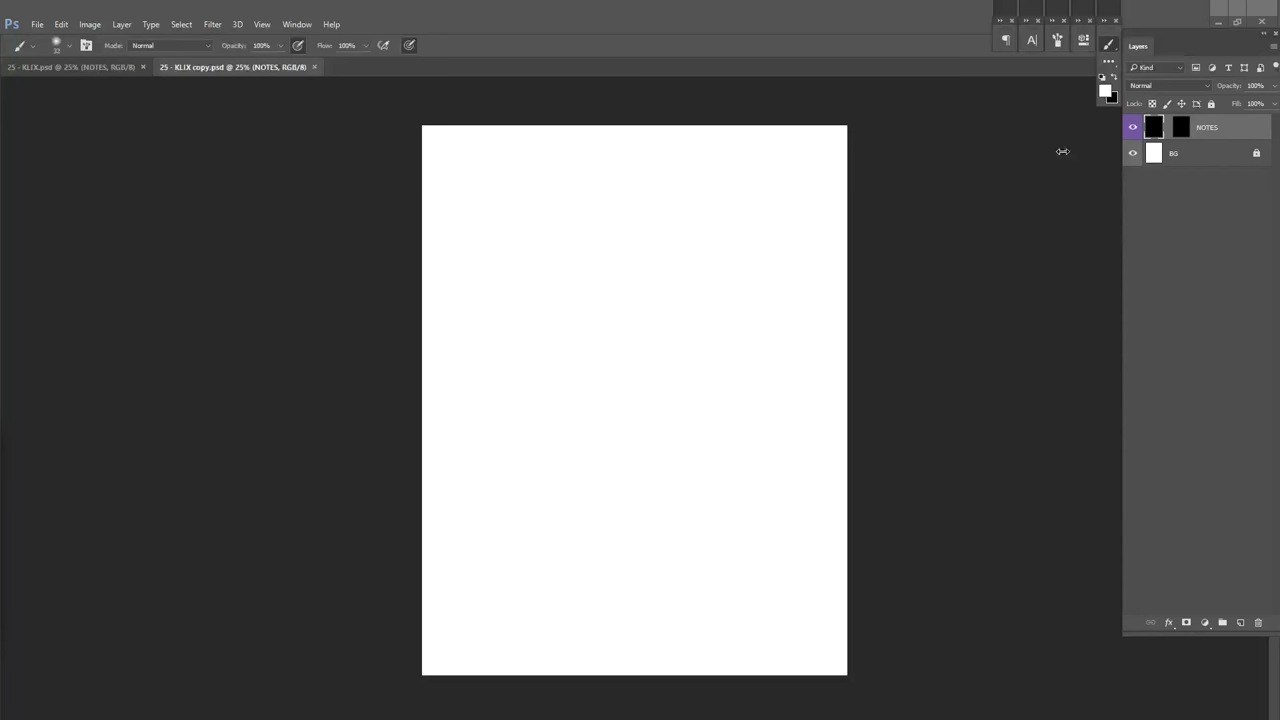 Ps File Edit Image Layer Type Select Filter 3D View Window Help
32 Mode: Normal Opacity: 100% Flow: 100%
25 - KLIX.psd @ 25% (NOTES, RGB/8) × 25 - KLIX copy.psd @ 25% (NOTES, RGB/8) ×
Layers
Kind
Normal Opacity: 100%
Lock: Fill: 100%
NOTES
BG
fx